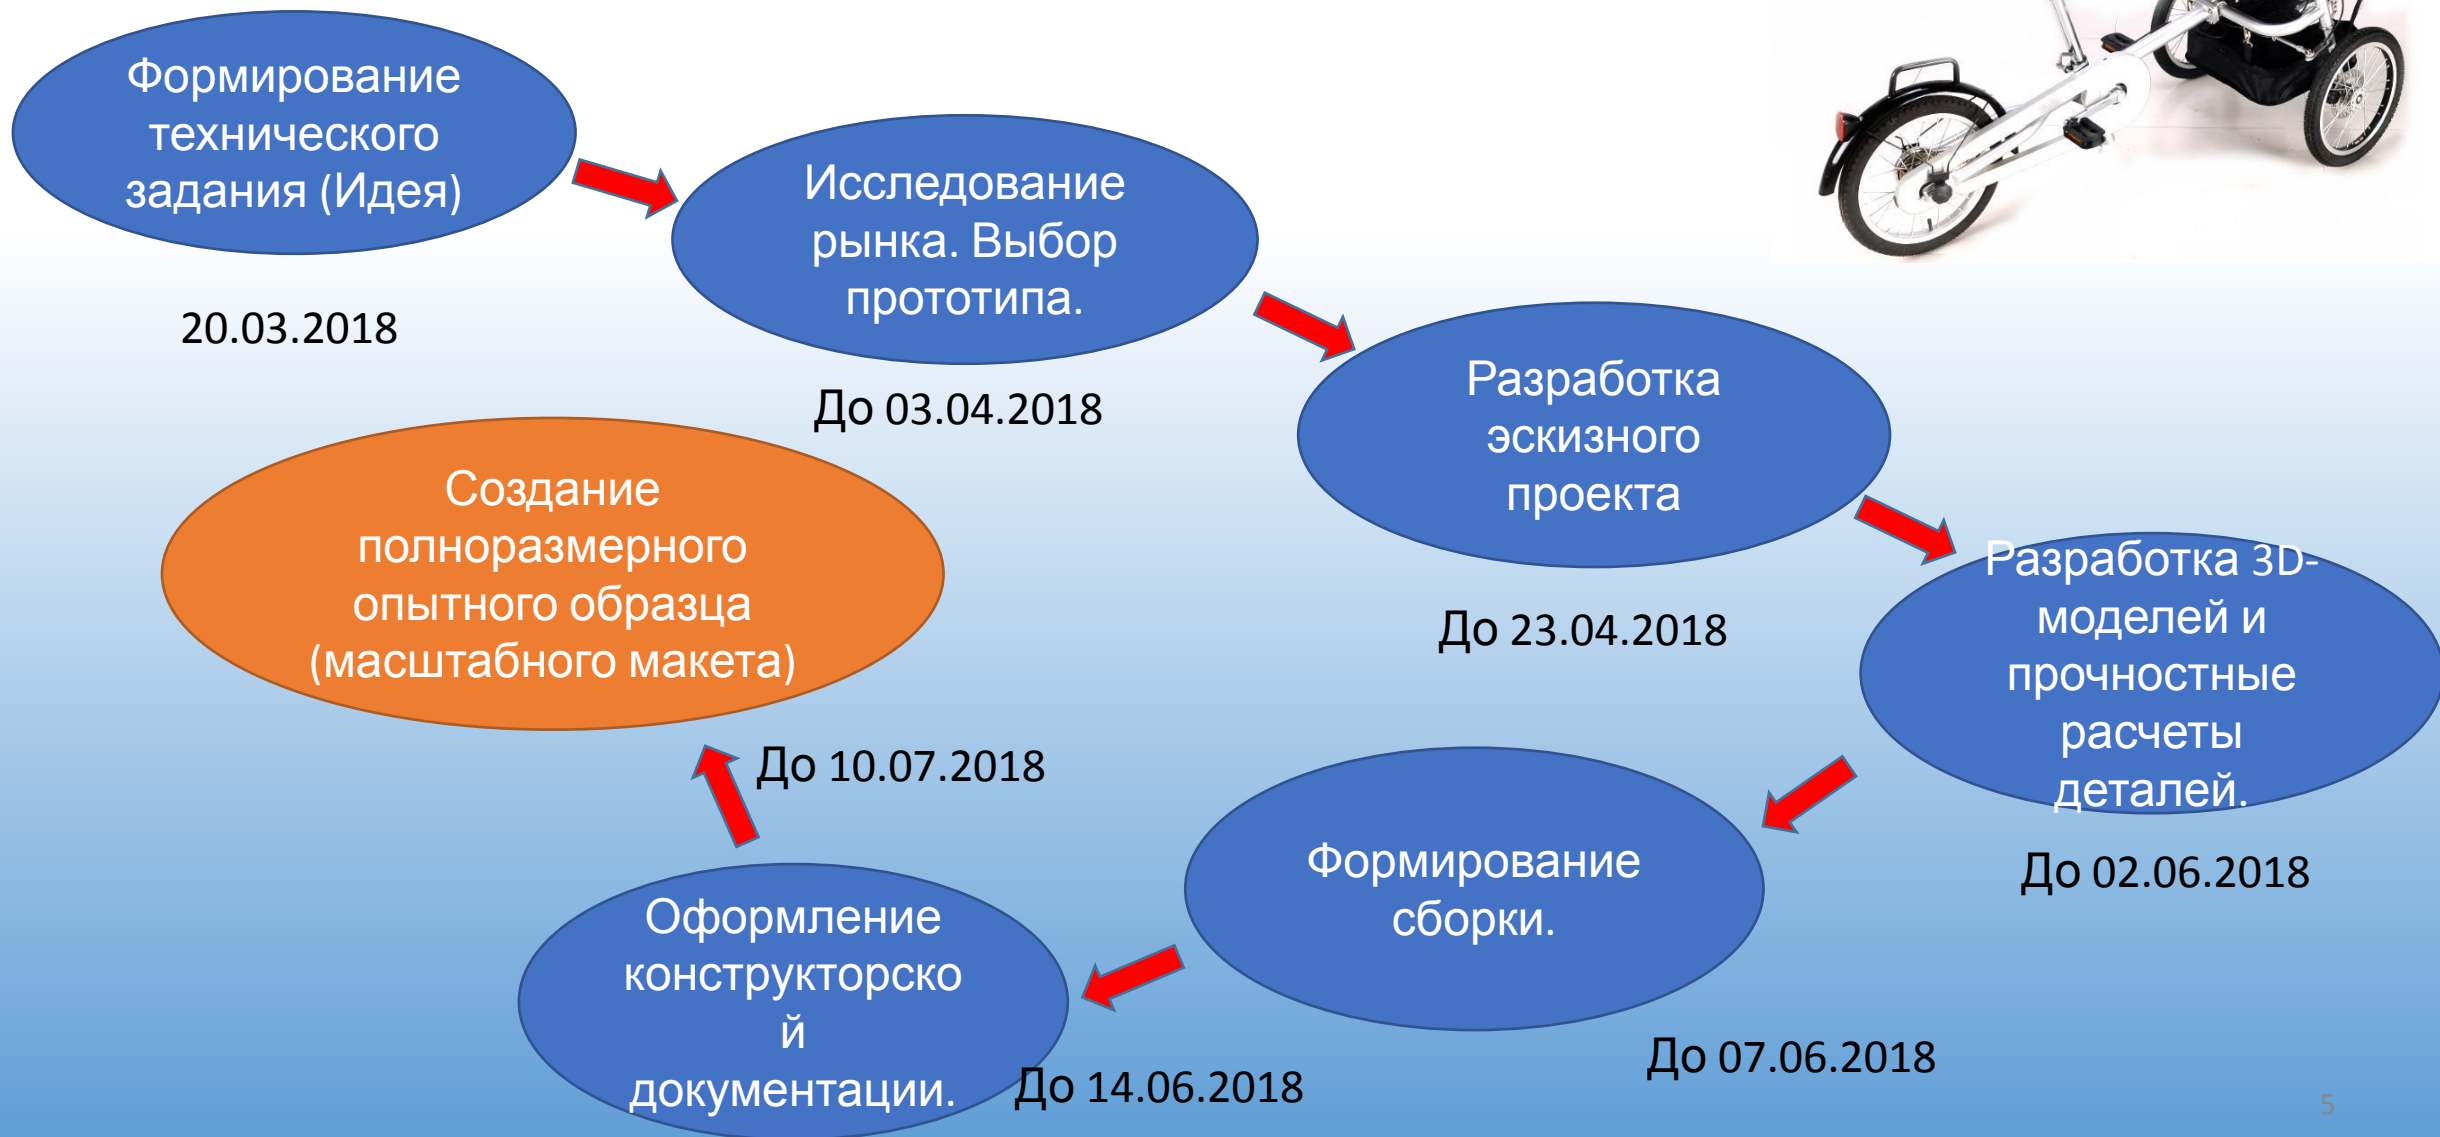 Формирование
технического
задания (Идея)
20.03.2018
Исследование
рынка. Выбор
прототипа.
До 03.04.2018
Разработка
эскизного
проекта
До 23.04.2018
Разработка 3D-
моделей и
прочностные
расчеты
деталей.
До 02.06.2018
Формирование
сборки.
До 07.06.2018
Оформление
конструкторско
й
документации.
До 14.06.2018
Создание
полноразмерного
опытного образца
(масштабного макета)
До 10.07.2018
5